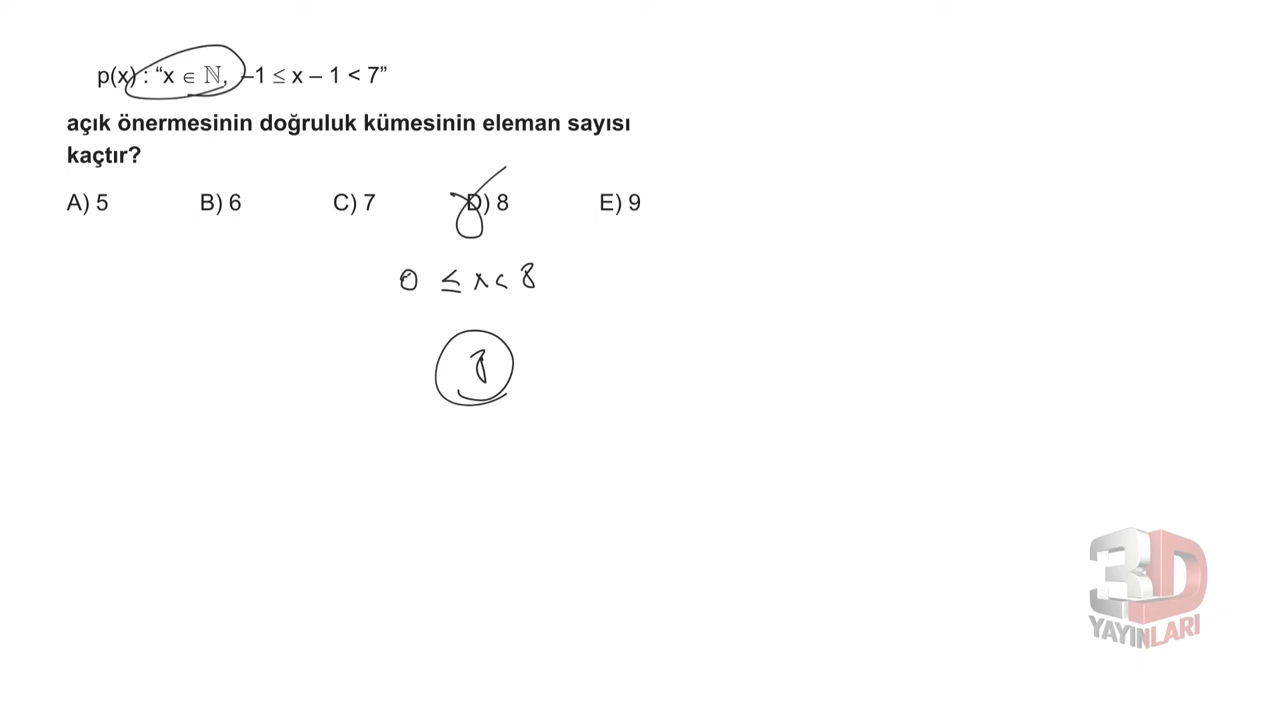 p(x) : “x ∈ ℕ, –1 ≤ x – 1 < 7”
açık önermesinin doğruluk kümesinin eleman sayısı
kaçtır?
A) 5 B) 6 C) 7 D) 8 E) 9
0 ≤ x < 8
8
3D
YAYINLARI